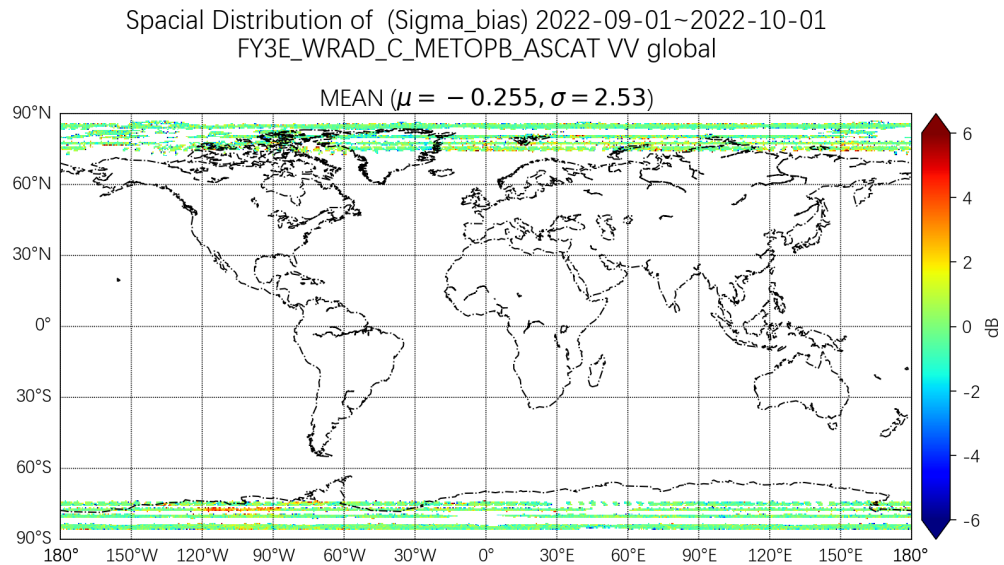 Spacial Distribution of (Sigma_bias) 2022-09-01~2022-10-01
FY3E_WRAD_C_METOPB_ASCAT VV global
MEAN (μ = − 0.255, σ = 2.53)
90°N
60°N
30°N
0°
30°S
60°S
90°S
180° 150°W 120°W 90°W 60°W 30°W 0° 30°E 60°E 90°E 120°E 150°E 180°
6
4
2
0
-2
-4
-6
dB